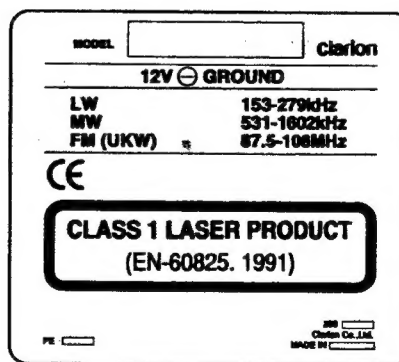 MODEL Clarion
12V ⊖ GROUND
LW 153-279kHz
MW 531-1602kHz
FM (UKW) 87.5-108MHz
CE
CLASS 1 LASER PRODUCT
(EN-60825. 1991)
Clarion Co.,Ltd.
PE - MADE IN